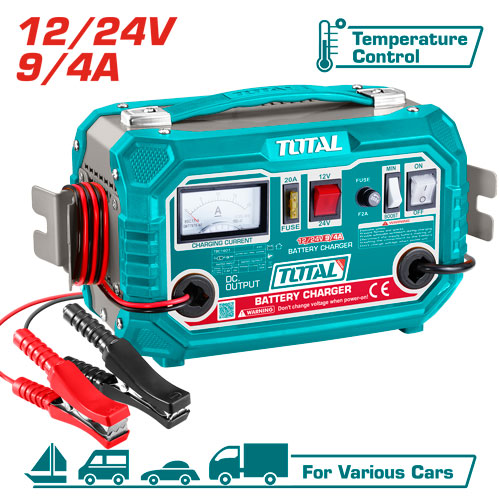 12/24V
9/4A
Temperature
Control
TOTAL
A
CHARGING CURRENT
20A
FUSE
12V
24V
FUSE
F2A
MIN
BOOST
ON
OFF
12/24V 9/4A
BATTERY CHARGER
DC
OUTPUT
TOTAL
BATTERY CHARGER
WARNING Don't change voltage when power-on!
CE
For Various Cars